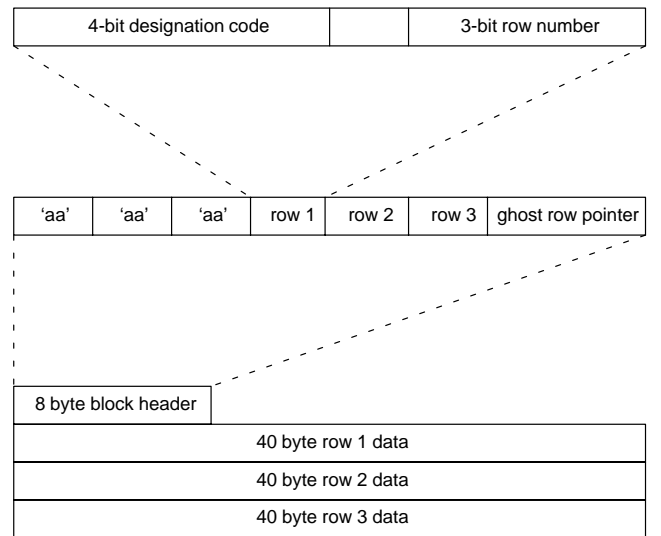 4-bit designation code 3-bit row number
‘aa’ ‘aa’ ‘aa’ row 1 row 2 row 3 ghost row pointer
8 byte block header
40 byte row 1 data
40 byte row 2 data
40 byte row 3 data